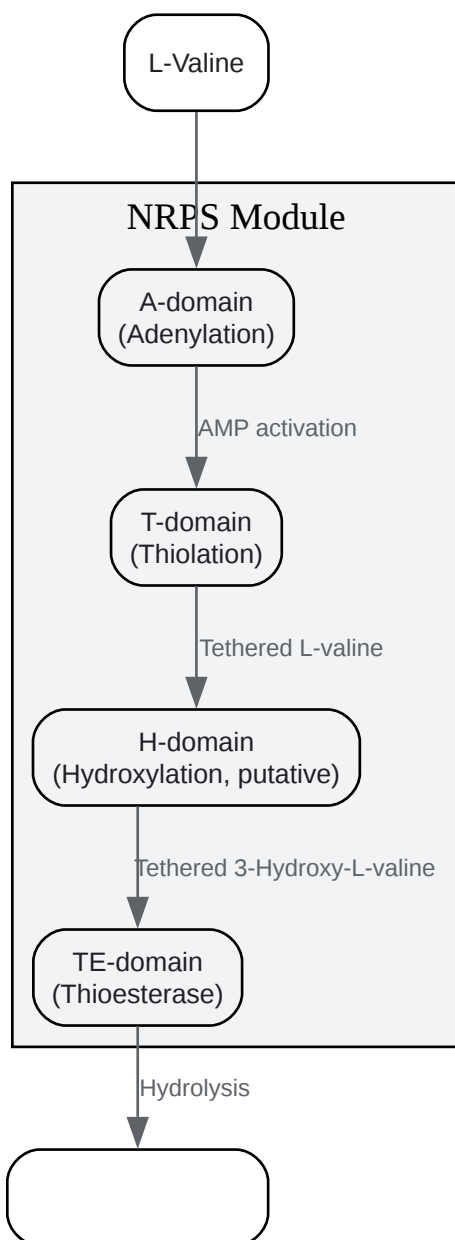 L-Valine
NRPS Module
A-domain
(Adenylation)
AMP activation
T-domain
(Thiolation)
Tethered L-valine
H-domain
(Hydroxylation, putative)
Tethered 3-Hydroxy-L-valine
TE-domain
(Thioesterase)
Hydrolysis